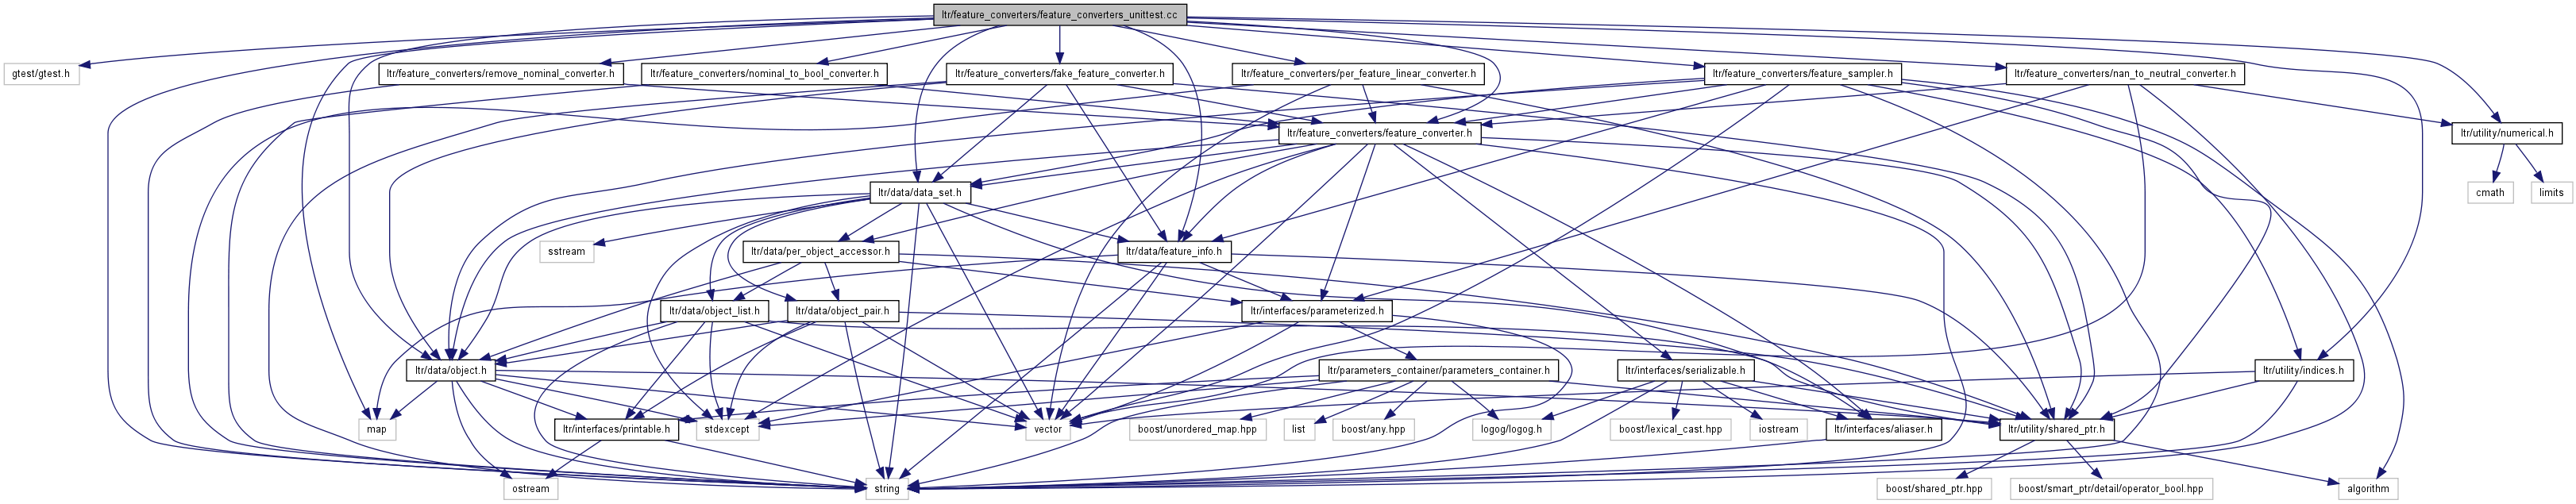 ltr/feature_converters/feature_converters_unittest.cc
gtest/gtest.h
ltr/feature_converters/remove_nominal_converter.h
ltr/feature_converters/nominal_to_bool_converter.h
ltr/feature_converters/fake_feature_converter.h
ltr/feature_converters/per_feature_linear_converter.h
ltr/feature_converters/feature_sampler.h
ltr/feature_converters/nan_to_neutral_converter.h
ltr/feature_converters/feature_converter.h
ltr/utility/numerical.h
ltr/data/data_set.h
cmath
limits
sstream
ltr/data/per_object_accessor.h
ltr/data/feature_info.h
ltr/data/object_list.h
ltr/data/object_pair.h
ltr/interfaces/parameterized.h
ltr/data/object.h
ltr/parameters_container/parameters_container.h
ltr/interfaces/serializable.h
ltr/utility/indices.h
map
ltr/interfaces/printable.h
stdexcept
vector
boost/unordered_map.hpp
list
boost/any.hpp
logog/logog.h
boost/lexical_cast.hpp
iostream
ltr/interfaces/aliaser.h
ltr/utility/shared_ptr.h
ostream
string
boost/shared_ptr.hpp
boost/smart_ptr/detail/operator_bool.hpp
algorithm